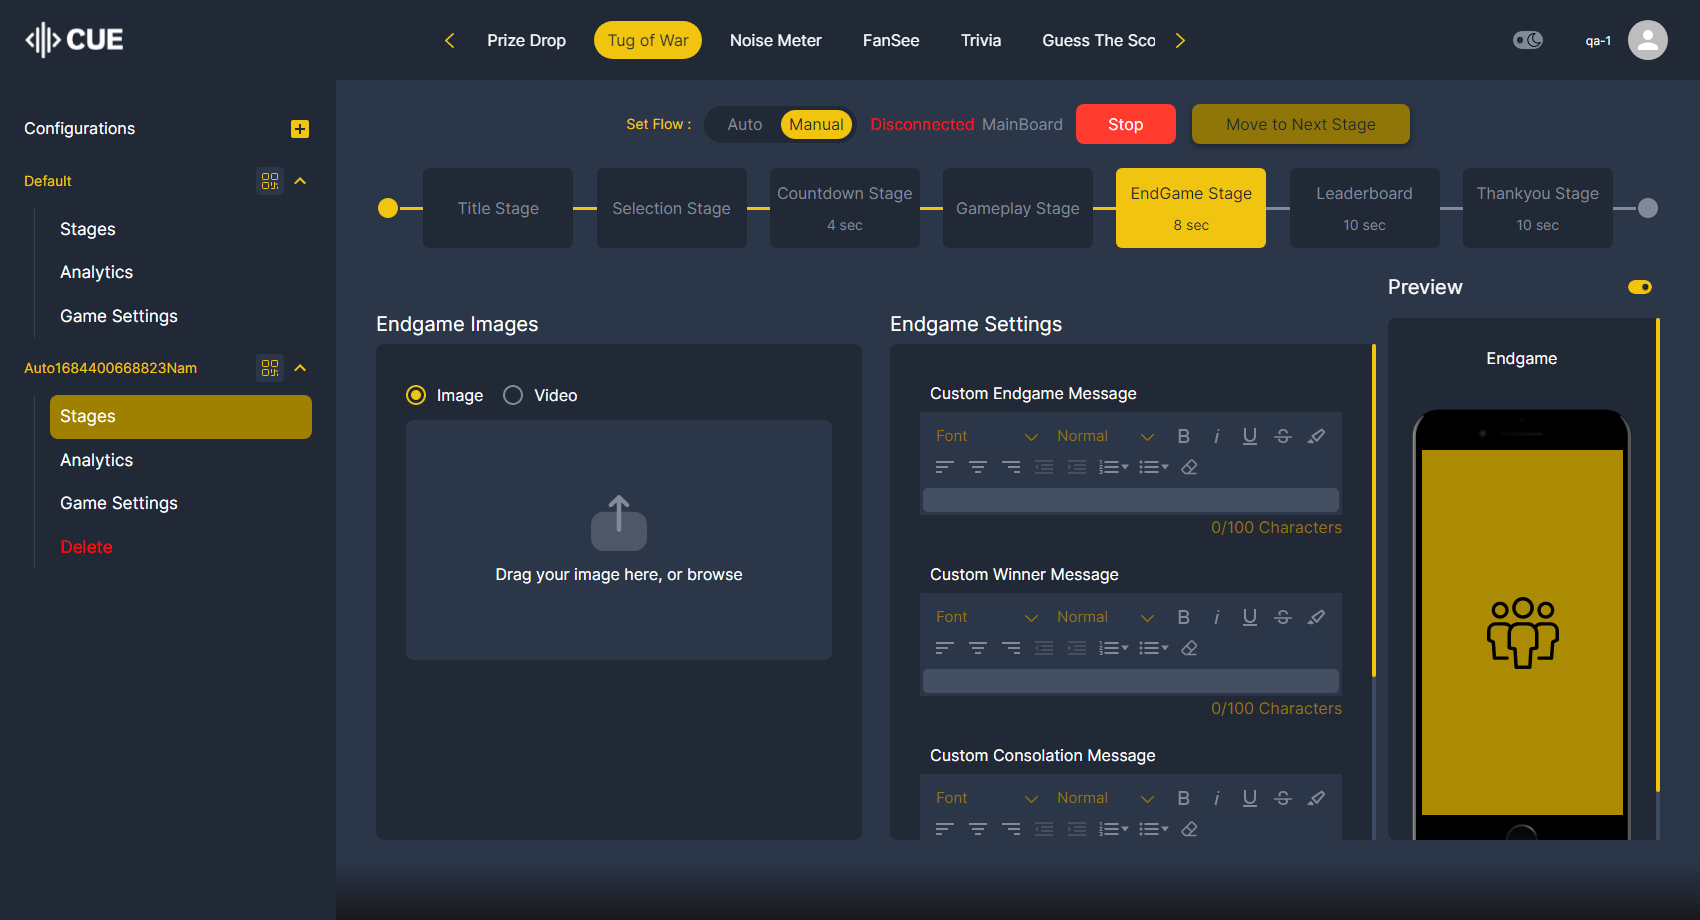 CUE
Prize Drop
Tug of War
Noise Meter
FanSee
Trivia
Guess The Sco
qa-1
Configurations
Default
Stages
Analytics
Game Settings
Auto1684400668823Nam
Stages
Analytics
Game Settings
Delete
Set Flow :
Auto
Manual
Disconnected MainBoard
Stop
Move to Next Stage
Title Stage
Selection Stage
Countdown Stage
4 sec
Gameplay Stage
EndGame Stage
8 sec
Leaderboard
10 sec
Thankyou Stage
10 sec
Endgame Images
Image
Video
Drag your image here, or browse
Endgame Settings
Custom Endgame Message
Font Normal B i U S
0/100 Characters
Custom Winner Message
Font Normal B i U S
0/100 Characters
Custom Consolation Message
Font Normal B i U S
Preview
Endgame